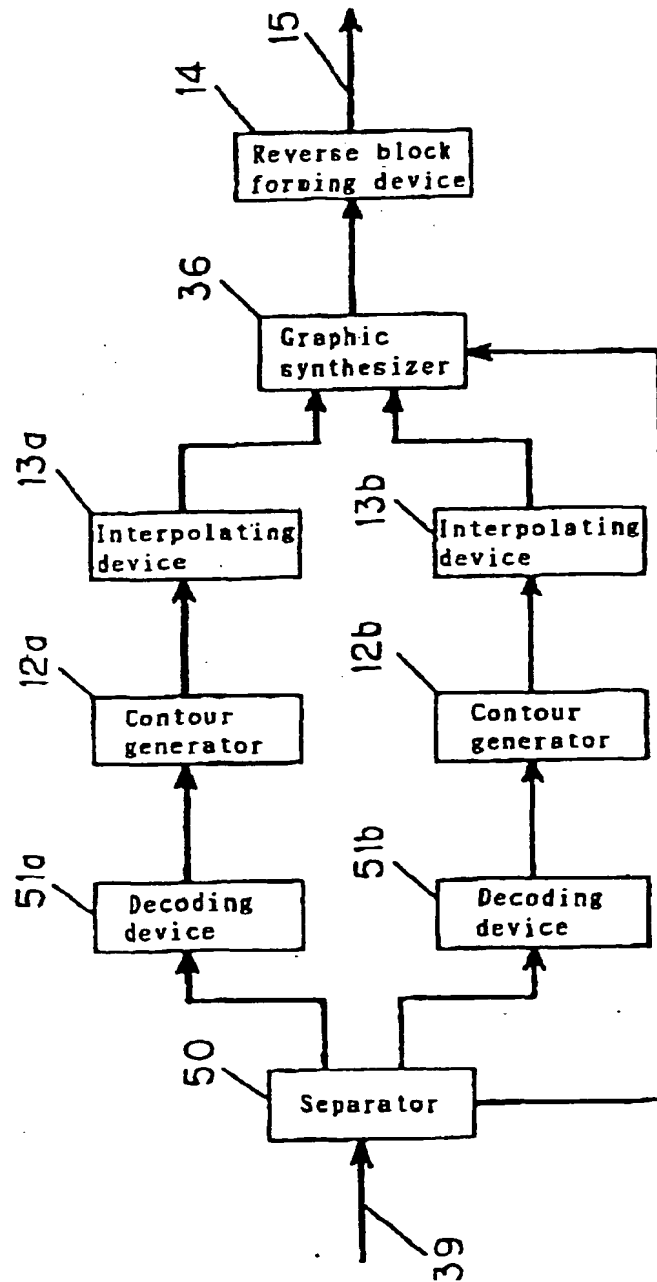 39
50
Separator
51a
Decoding
device
12a
Contour
generator
13a
Interpolating
device
51b
Decoding
device
12b
Contour
generator
13b
Interpolating
device
36
Graphic
synthesizer
14
Reverse block
forming device
15